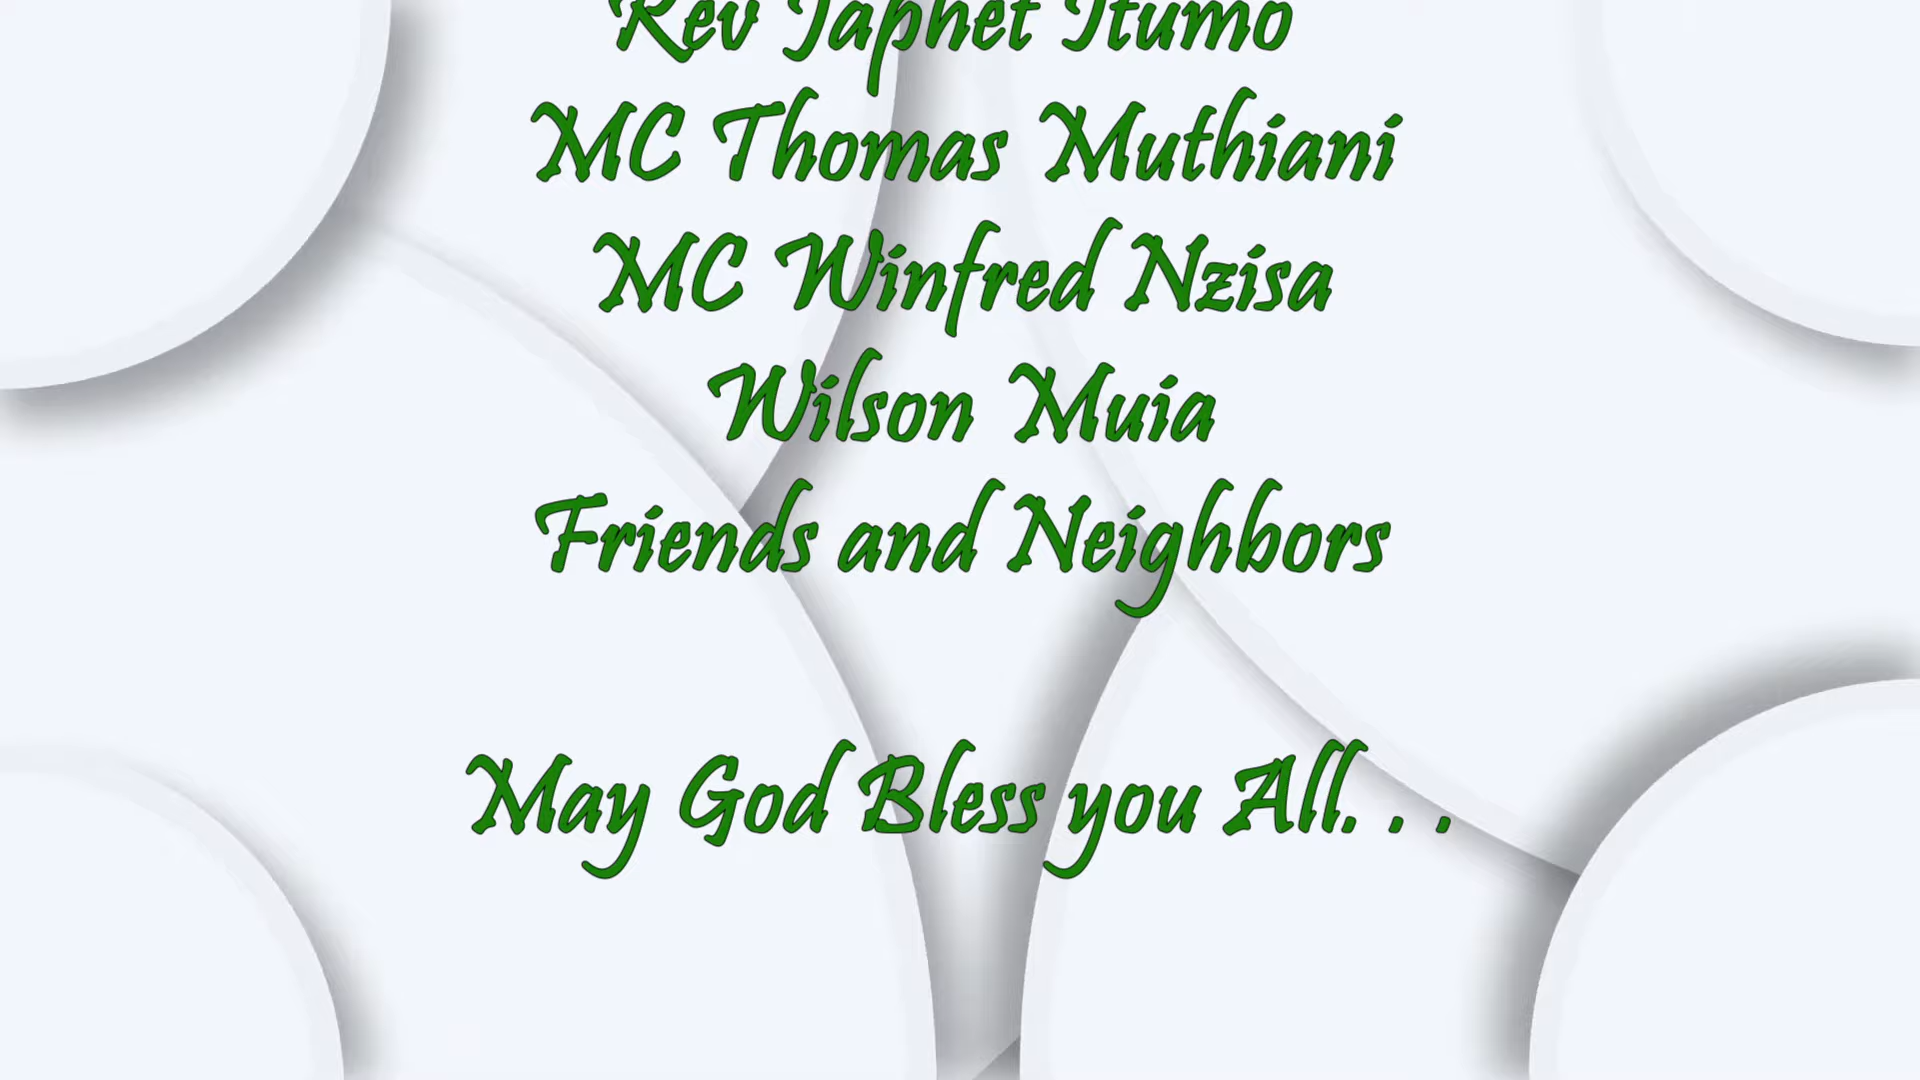 Rev Japhet Itumo
MC Thomas Muthiani
MC Winfred Nzisa
Wilson Muia
Friends and Neighbors
May God Bless you All. . .